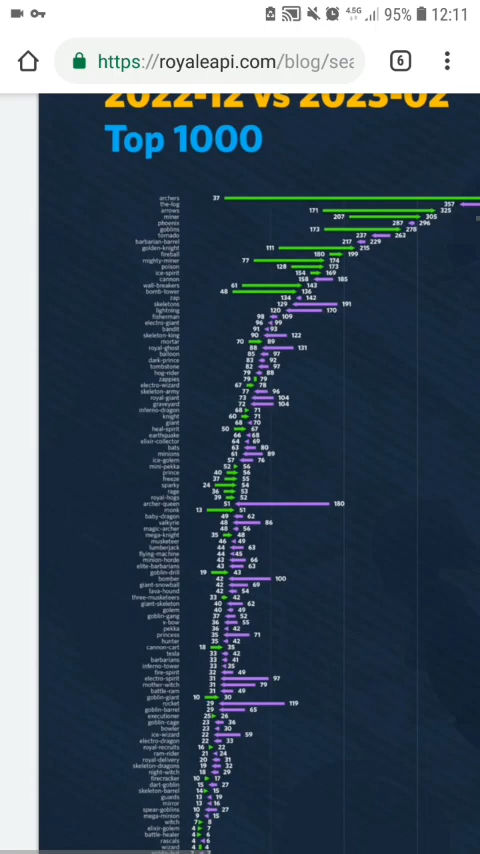 4.5G 95% 12:11
https://royaleapi.com/blog/sea
6
2022-12 vs 2023-02
Top 1000
archers 37
the-log 357
arrows 171 325
miner 207 305
phoenix 287 296
goblins 173 278
tornado 237 263
barbarian-barrel 217 229
golden-knight 111 215
fireball 180 199
mighty-miner 77 174
poison 128 173
ice-spirit 154 169
cannon 158 185
wall-breakers 61 143
bomb-tower 48 136
zap 134 142
skeletons 129 191
lightning 120 170
fisherman 98 109
electro-giant 96 99
bandit 91 93
skeleton-king 90 122
mortar 70 89
royal-ghost 88 131
balloon 85 97
dark-prince 83 92
tombstone 82 97
hog-rider 79 88
zappies 79 79
electro-wizard 67 78
skeleton-army 77 96
royal-giant 73 104
graveyard 72 104
inferno-dragon 68 71
knight 60 71
giant 68 70
heal-spirit 50 67
earthquake 66 68
elixir-collector 64 69
bats 63 80
minions 61 89
ice-golem 57 76
mini-pekka 52 56
prince 40 56
freeze 37 55
sparky 24 54
rage 36 53
royal-hogs 39 52
archer-queen 51 180
monk 13 51
baby-dragon 49 62
valkyrie 48 86
magic-archer 48 56
mega-knight 35 48
musketeer 46 49
lumberjack 44 63
flying-machine 44 45
minion-horde 43 66
elite-barbarians 43 63
goblin-drill 19 43
bomber 42 100
giant-snowball 42 69
lava-hound 42 54
three-musketeers 33 42
giant-skeleton 40 62
golem 40 49
goblin-gang 37 52
x-bow 36 55
pekka 36 42
princess 35 71
hunter 35 42
cannon-cart 18 35
tesla 33 42
barbarians 33 41
inferno-tower 33 35
fire-spirit 32 49
electro-spirit 31 97
mother-witch 31 79
battle-ram 31 49
goblin-giant 10 30
rocket 29 119
goblin-barrel 29 65
executioner 25 26
goblin-cage 23 36
bowler 23 30
ice-wizard 22 59
electro-dragon 22 33
royal-recruits 16 22
ram-rider 21 24
royal-delivery 20 31
skeleton-dragons 19 32
night-witch 18 29
firecracker 10 17
dart-goblin 15 27
skeleton-barrel 14 15
guards 13 19
mirror 13 16
spear-goblins 10 27
mega-minion 9 15
witch 7 8
elixir-golem 4 7
battle-healer 4 6
rascals 4 6
wizard 4 4